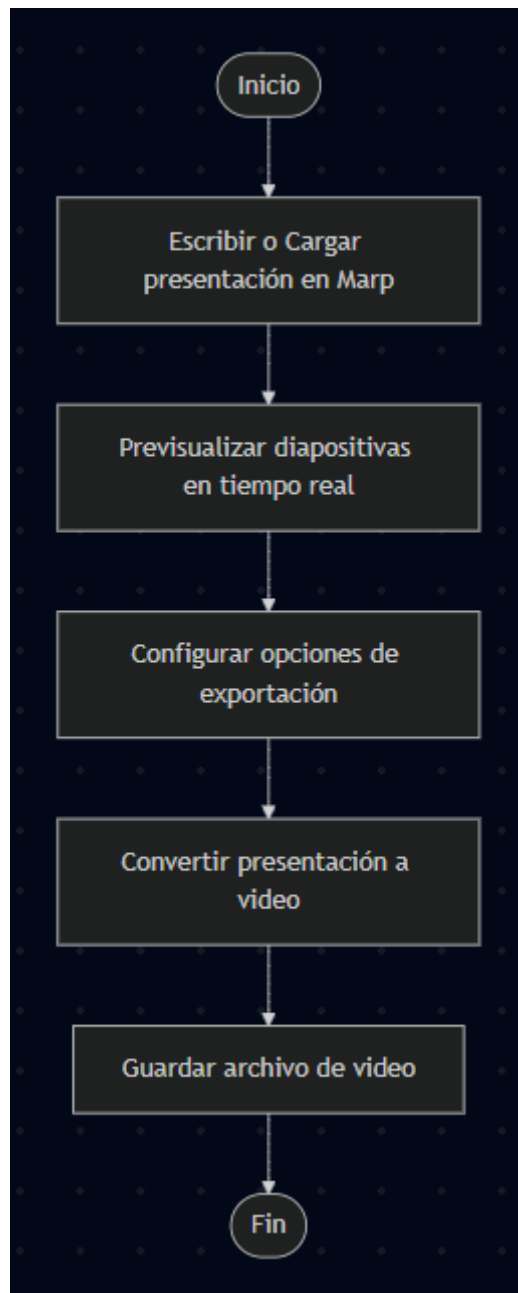 Inicio
Escribir o Cargar
presentación en Marp
Previsualizar diapositivas
en tiempo real
Configurar opciones de
exportación
Convertir presentación a
video
Guardar archivo de video
Fin